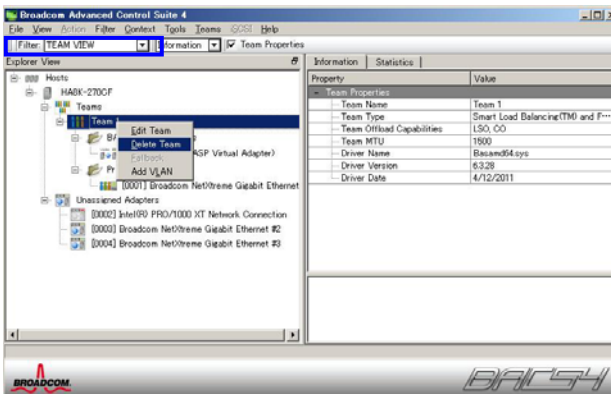 Broadcom Advanced Control Suite 4
File View Action Filter Context Tools Teams iSCSI Help
Filter: TEAM VIEW Information Team Properties
Explorer View
Hosts
HA8K-270CF
Teams
Team 1
Edit Team
Delete Team
Fallback
Add VLAN
ASP Virtual Adapter)
Pr
[0001] Broadcom NetXtreme Gigabit Ethernet
Unassigned Adapters
[0002] Intel(R) PRO/1000 XT Network Connection
[0003] Broadcom NetXtreme Gigabit Ethernet #2
[0004] Broadcom NetXtreme Gigabit Ethernet #3
Information Statistics
Property Value
Team Properties
Team Name Team 1
Team Type Smart Load Balancing(TM) and F...
Team Offload Capabilities LSO, CO
Team MTU 1500
Driver Name Basamd64.sys
Driver Version 6.3.28
Driver Date 4/12/2011
BROADCOM.
BACS4